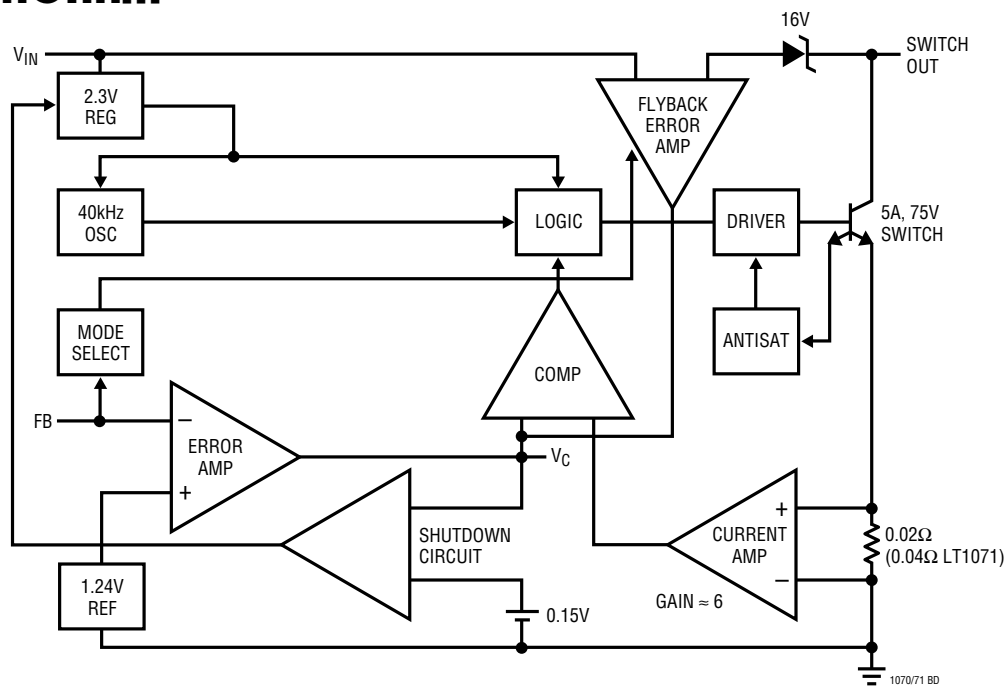 16V
V_IN
SWITCH
OUT
2.3V
REG
FLYBACK
ERROR
AMP
40kHz
OSC
LOGIC
DRIVER
5A, 75V
SWITCH
MODE
SELECT
ANTISAT
COMP
FB
−
ERROR
AMP
+
V_C
SHUTDOWN
CIRCUIT
+
CURRENT
AMP
−
0.02Ω
(0.04Ω LT1071)
1.24V
REF
GAIN ≈ 6
0.15V
1070/71 BD